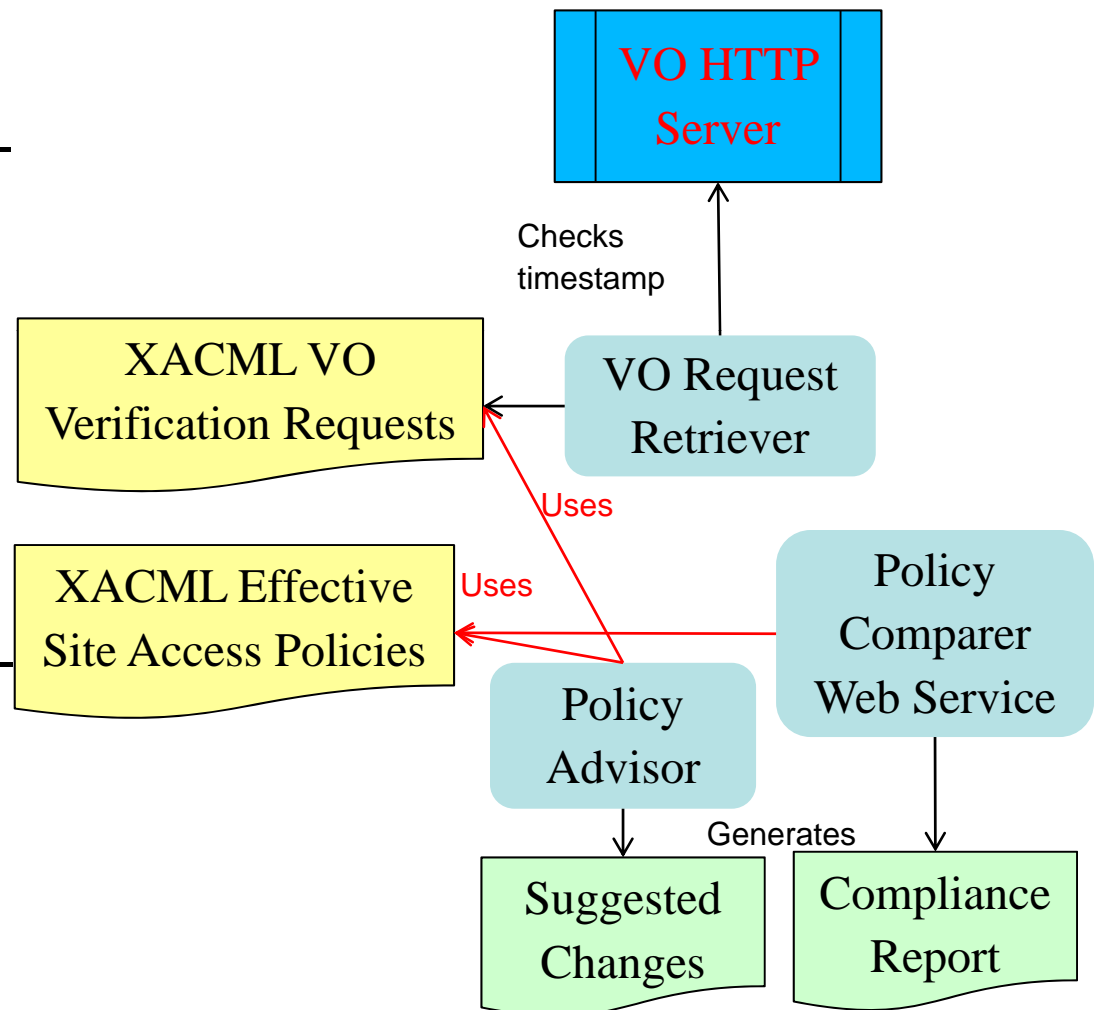 VO HTTP
Server
Checks
timestamp
XACML VO
Verification Requests
VO Request
Retriever
Uses
XACML Effective
Site Access Policies
Uses
Policy
Comparer
Web Service
Policy
Advisor
Generates
Suggested
Changes
Compliance
Report